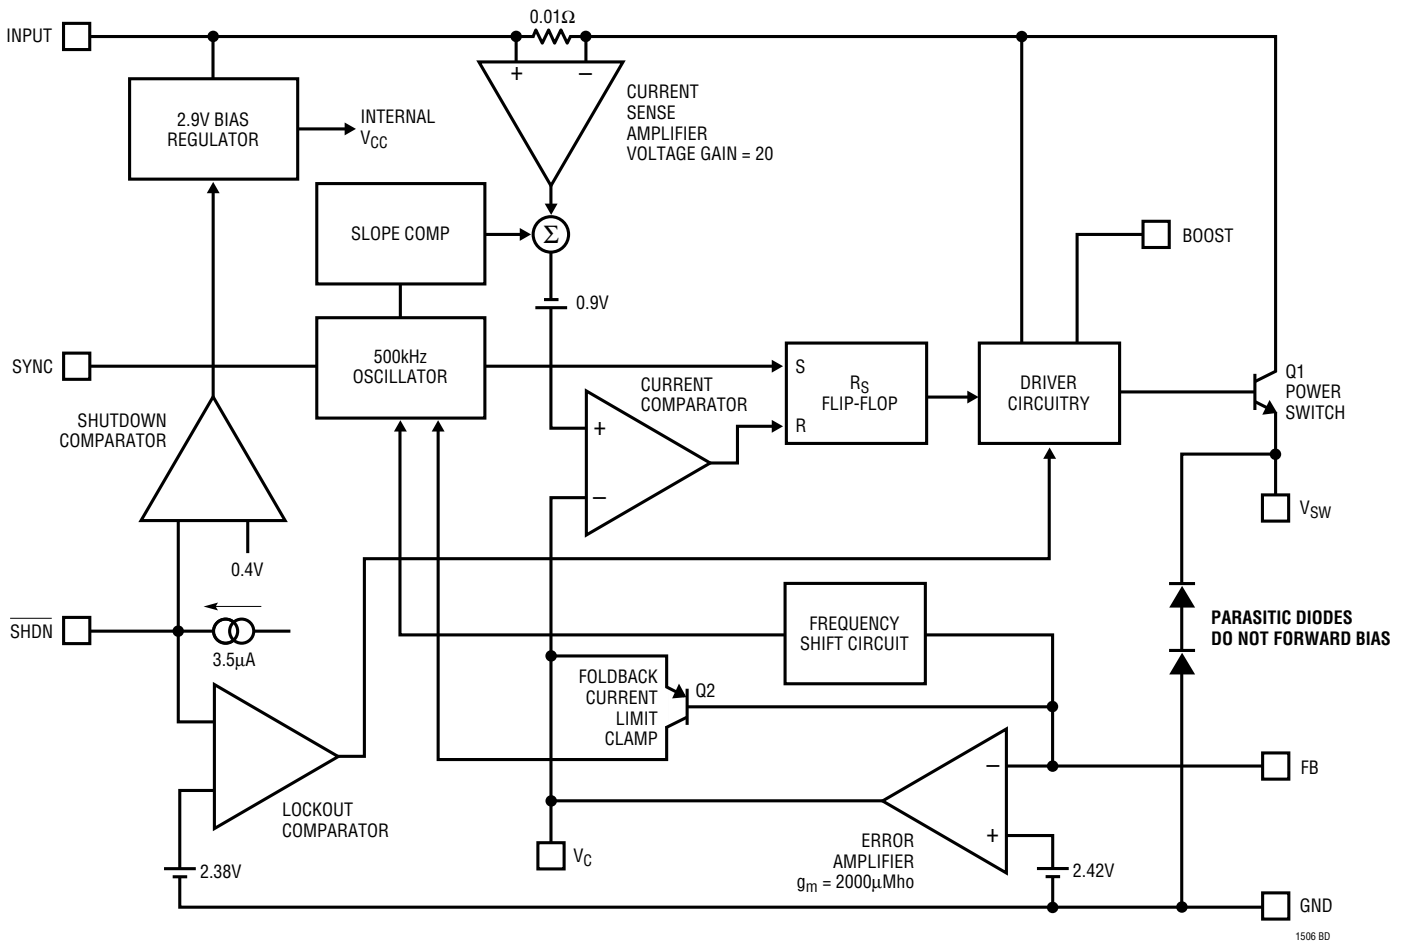 0.01Ω
INPUT
+
–
CURRENT
SENSE
AMPLIFIER
VOLTAGE GAIN = 20
2.9V BIAS
REGULATOR
INTERNAL
VCC
SLOPE COMP
Σ
BOOST
0.9V
SYNC
500kHz
OSCILLATOR
S
RS
FLIP-FLOP
R
DRIVER
CIRCUITRY
Q1
POWER
SWITCH
CURRENT
COMPARATOR
+
–
SHUTDOWN
COMPARATOR
VSW
0.4V
SHDN
3.5µA
FREQUENCY
SHIFT CIRCUIT
PARASITIC DIODES
DO NOT FORWARD BIAS
FOLDBACK
CURRENT
LIMIT
CLAMP
Q2
–
+
FB
LOCKOUT
COMPARATOR
VC
ERROR
AMPLIFIER
gm = 2000µMho
2.38V
2.42V
GND
1506 BD